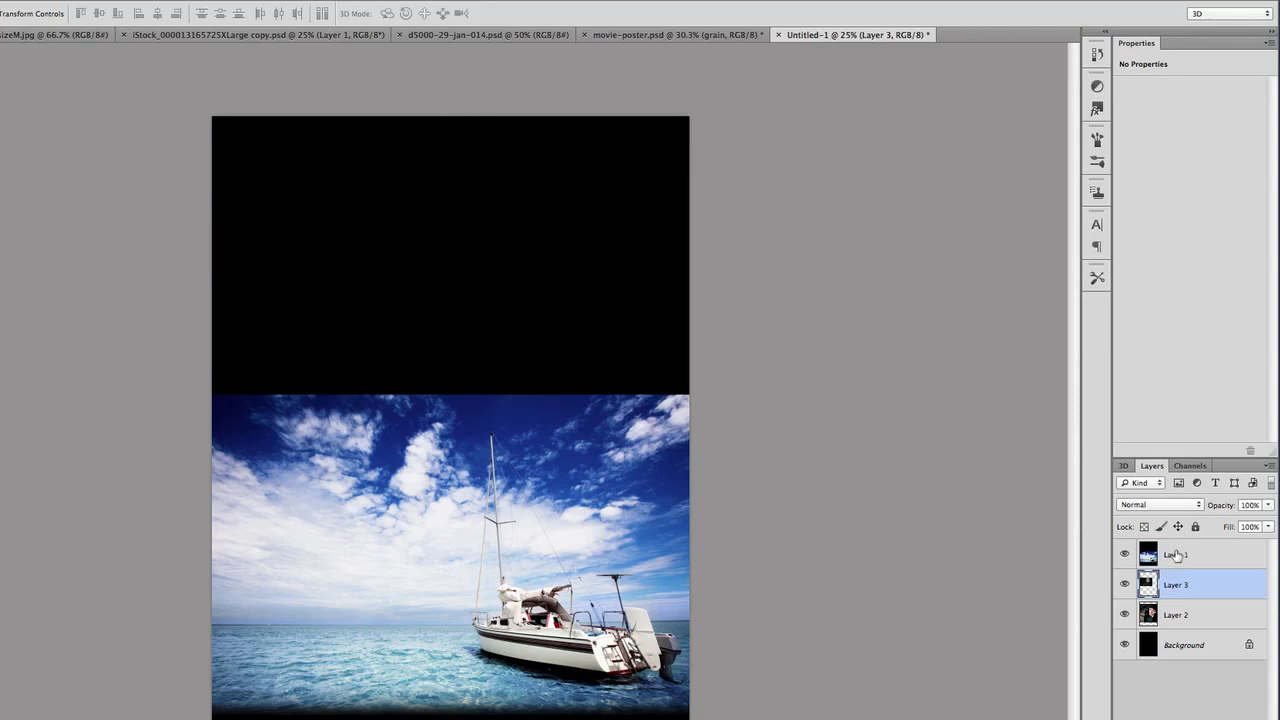 Transform Controls
3D Mode:
3D
sizeM.jpg @ 66.7% (RGB/8#)
iStock_000013165725XLarge copy.psd @ 25% (Layer 1, RGB/8*)
d5000-29-jan-014.psd @ 50% (RGB/8#)
movie-poster.psd @ 30.3% (grain, RGB/8) *
Untitled-1 @ 25% (Layer 3, RGB/8) *
Properties
No Properties
3D
Layers
Channels
Kind
Normal
Opacity: 100%
Lock:
Fill: 100%
Layer 3
Layer 2
Background